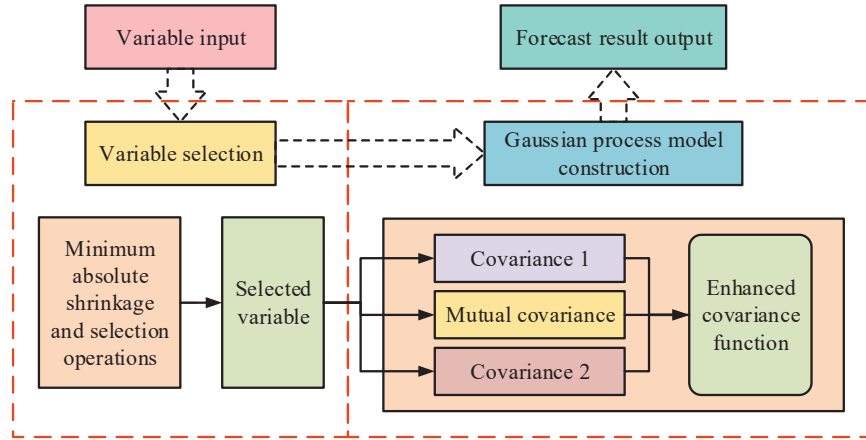 Variable input
Forecast result output
Variable selection
Gaussian process model
construction
Minimum
absolute
shrinkage
and selection
operations
Selected
variable
Covariance 1
Mutual covariance
Covariance 2
Enhanced
covariance
function